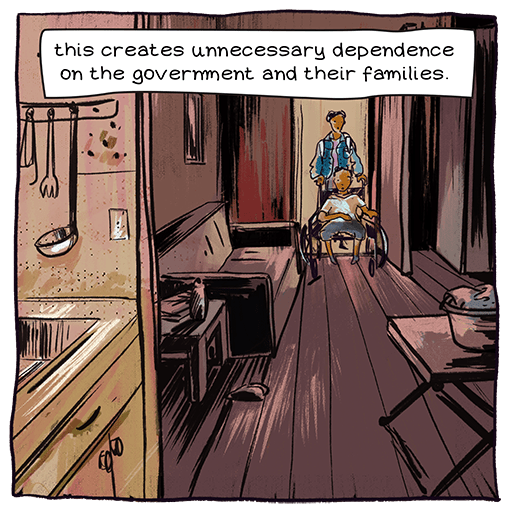 this creates unnecessary dependence
on the government and their families.